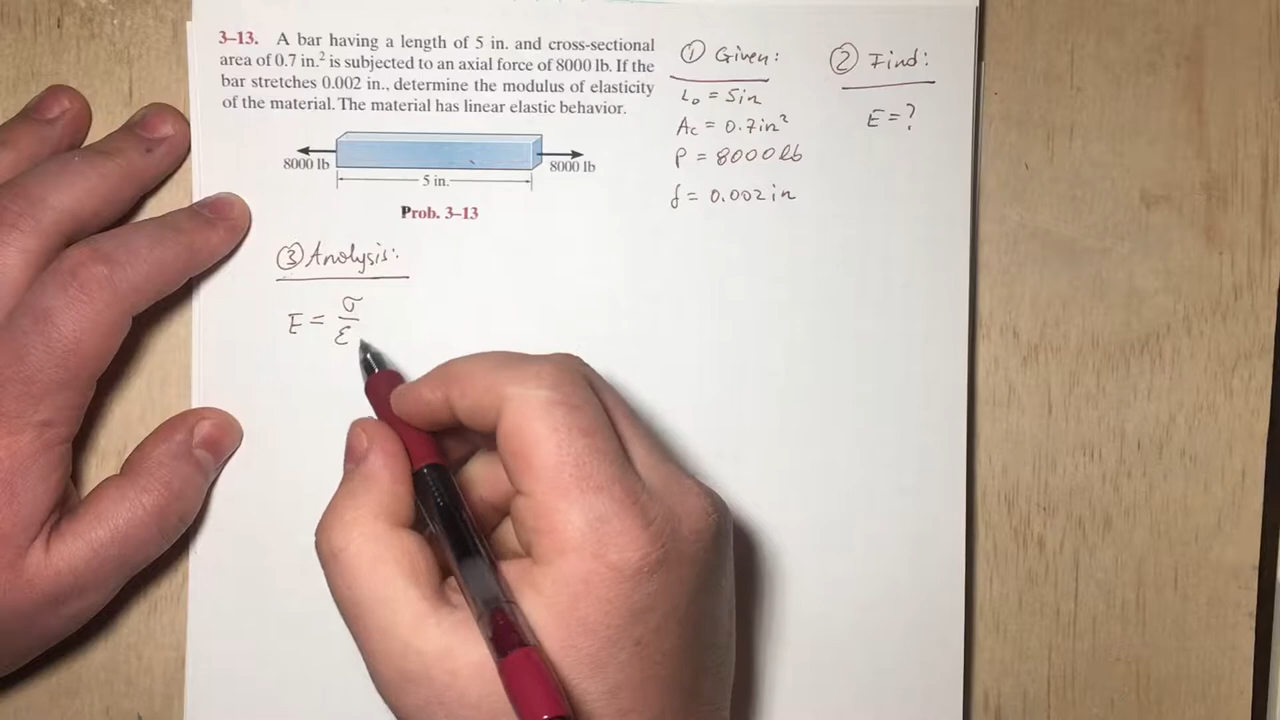 3–13. A bar having a length of 5 in. and cross-sectional
area of 0.7 in.² is subjected to an axial force of 8000 lb. If the
bar stretches 0.002 in., determine the modulus of elasticity
of the material. The material has linear elastic behavior.
8000 lb
8000 lb
5 in.
Prob. 3–13
① Given:
L₀ = 5in
Ac = 0.7in²
P = 8000lb
δ = 0.002in
② Find:
E = ?
③ Analysis:
E = σ/ε